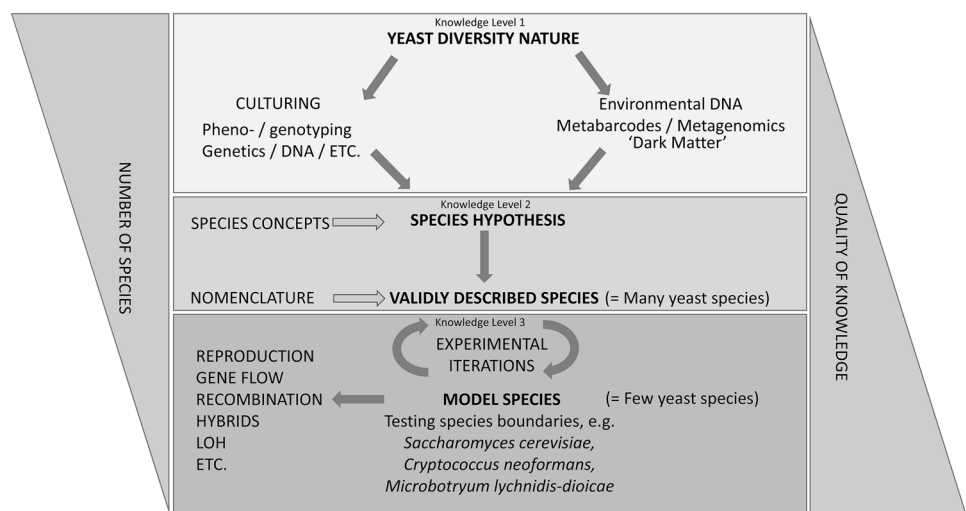 Knowledge Level 1
YEAST DIVERSITY NATURE
CULTURING
Pheno- / genotyping
Genetics / DNA / ETC.
Environmental DNA
Metabarcodes / Metagenomics
‘Dark Matter’
Knowledge Level 2
SPECIES CONCEPTS
SPECIES HYPOTHESIS
NOMENCLATURE
VALIDLY DESCRIBED SPECIES (= Many yeast species)
Knowledge Level 3
EXPERIMENTAL
ITERATIONS
REPRODUCTION
GENE FLOW
RECOMBINATION
HYBRIDS
LOH
ETC.
MODEL SPECIES (= Few yeast species)
Testing species boundaries, e.g.
Saccharomyces cerevisiae,
Cryptococcus neoformans,
Microbotryum lychnidis-dioicae
NUMBER OF SPECIES
QUALITY OF KNOWLEDGE